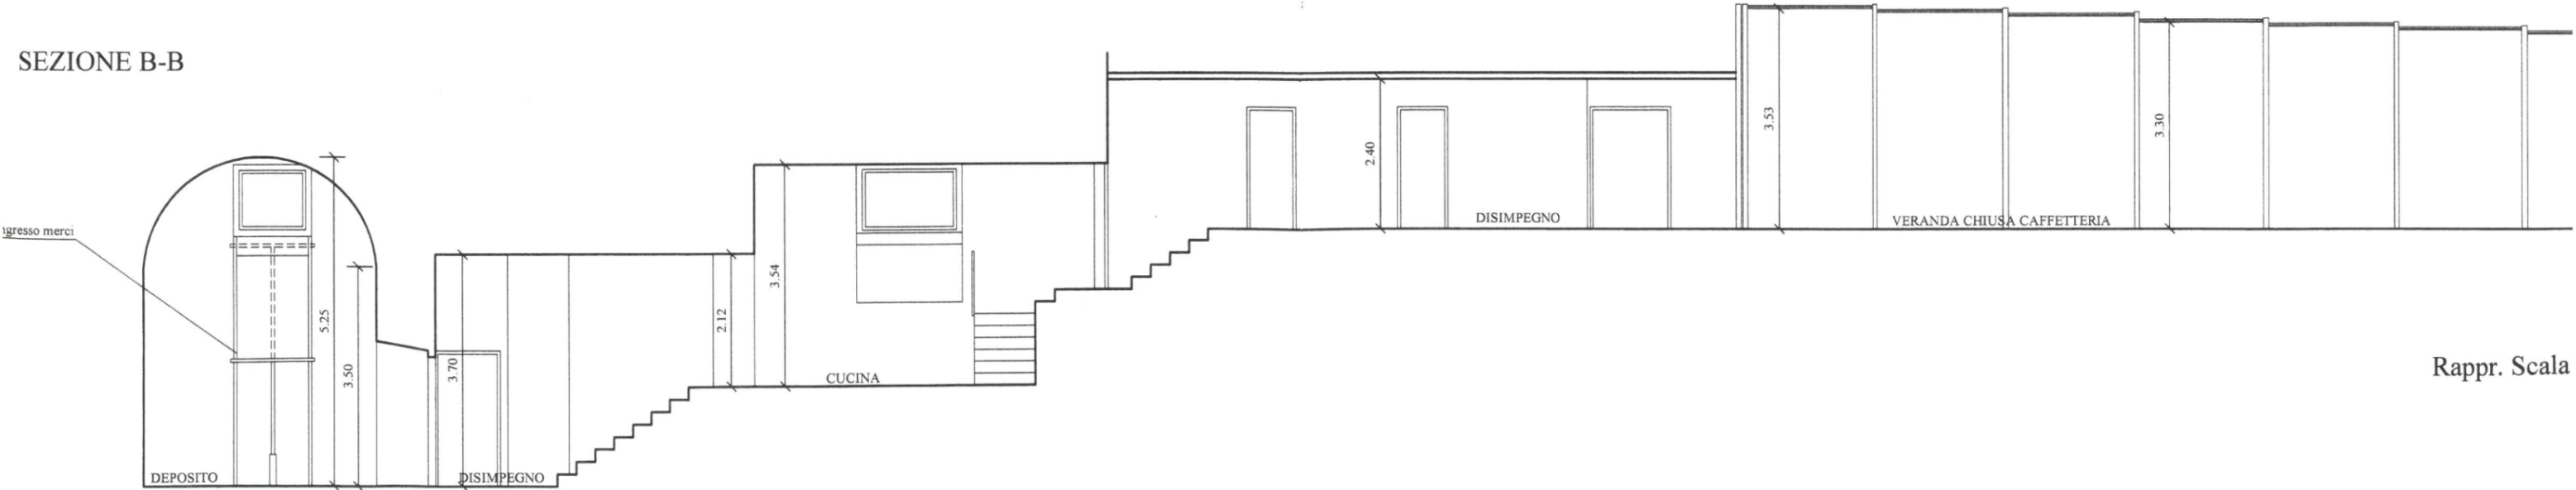 SEZIONE B-B
ngresso merci
DEPOSITO
5.25
3.50
3.70
DISIMPEGNO
2.12
3.54
CUCINA
2.40
DISIMPEGNO
3.53
VERANDA CHIUSA CAFFETTERIA
3.30
Rappr. Scala